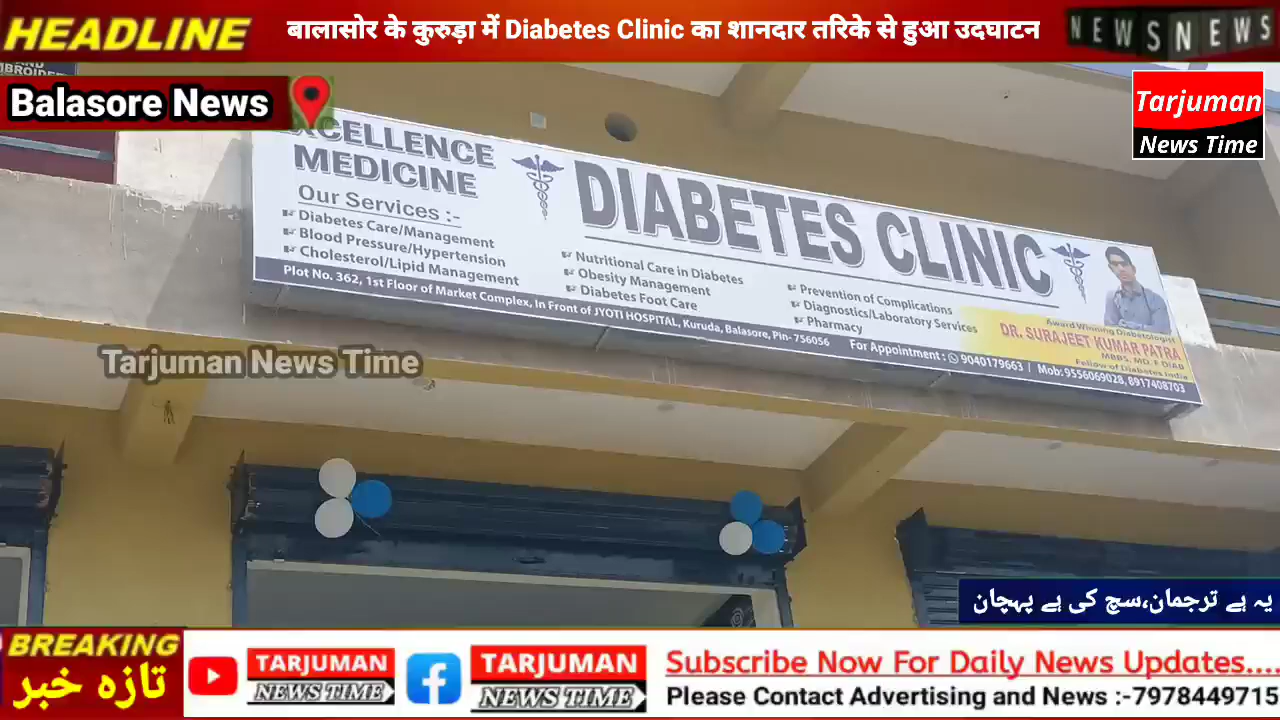 HEADLINE
बालासोर के कुरुड़ा में Diabetes Clinic का शानदार तरिके से हुआ उदघाटन
NEWSNEWS
Balasore News
Tarjuman
News Time
MEDICINE
Our Services :-
Diabetes Care/Management
Blood Pressure/Hypertension
Cholesterol/Lipid Management
DIABETES CLINIC
Nutritional Care in Diabetes
Obesity Management
Diabetes Foot Care
Prevention of Complications
Diagnostics/Laboratory Services
Pharmacy
Award Winning Diabetologist
DR. SURAJEET KUMAR PATRA
MBBS, MD, F DIAB
Fellow of Diabetes India
Plot No. 362, 1st Floor of Market Complex, In Front of JYOTI HOSPITAL, Kuruda, Balasore, Pin- 756056
For Appointment : 9040179663 / Mob: 9556069028, 8917408703
Tarjuman News Time
یہ ہے ترجمان،سچ کی ہے پہچان
BREAKING
تازہ خبر
TARJUMAN
NEWS TIME
TARJUMAN
NEWS TIME
Subscribe Now For Daily News Updates....
Please Contact Advertising and News :-7978449715